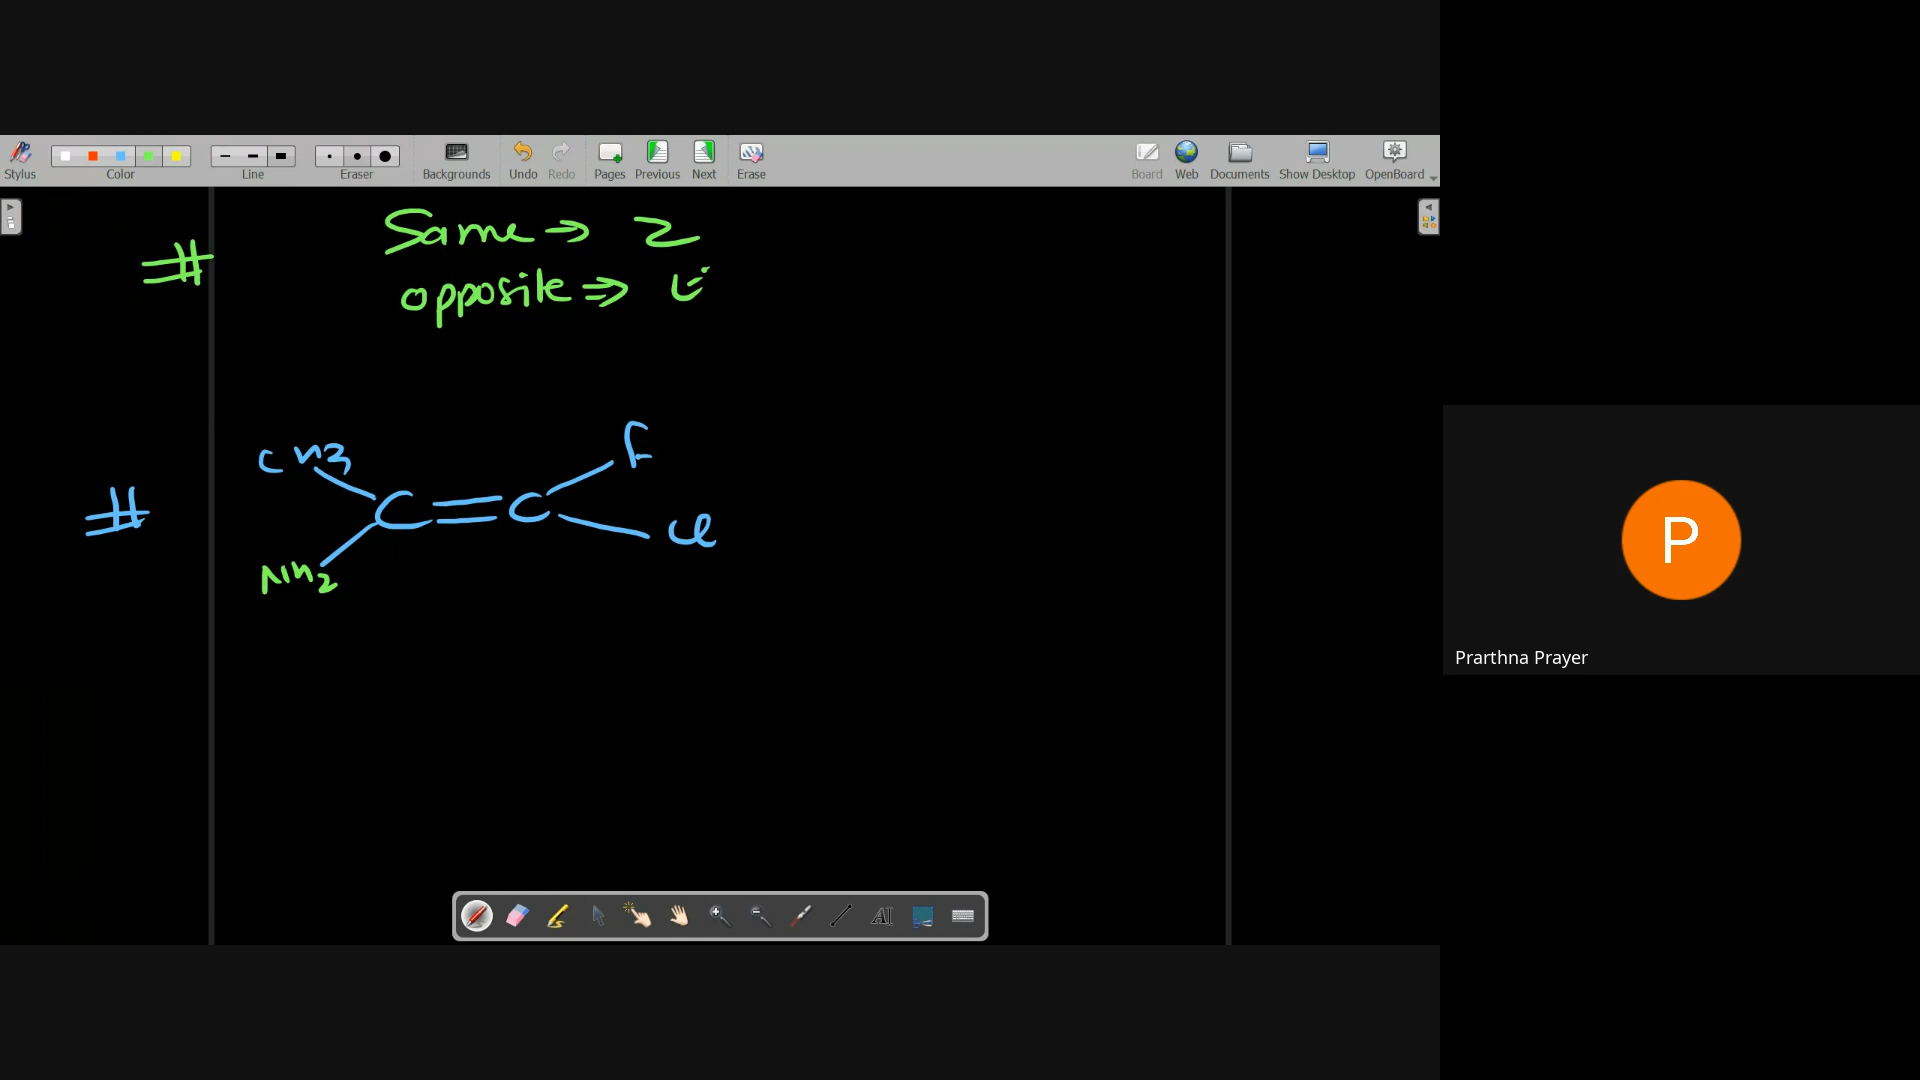 Stylus Color Line Eraser Backgrounds Undo Redo Pages Previous Next Erase Board Web Documents Show Desktop OpenBoard
Same → Z
opposite ⇒ E
CH3 F
C = C
Cl
NH2
P
Prarthna Prayer